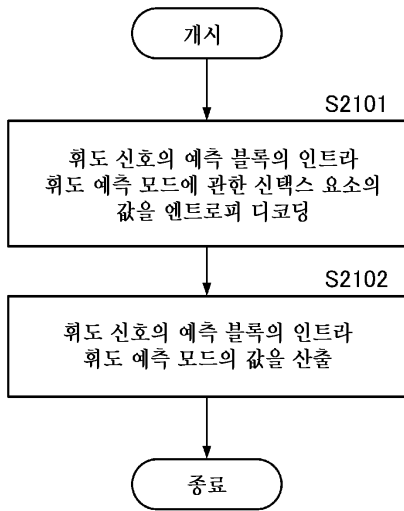 개시
S2101
휘도 신호의 예측 블록의 인트라
휘도 예측 모드에 관한 신택스 요소의
값을 엔트로피 디코딩
S2102
휘도 신호의 예측 블록의 인트라
휘도 예측 모드의 값을 산출
종료